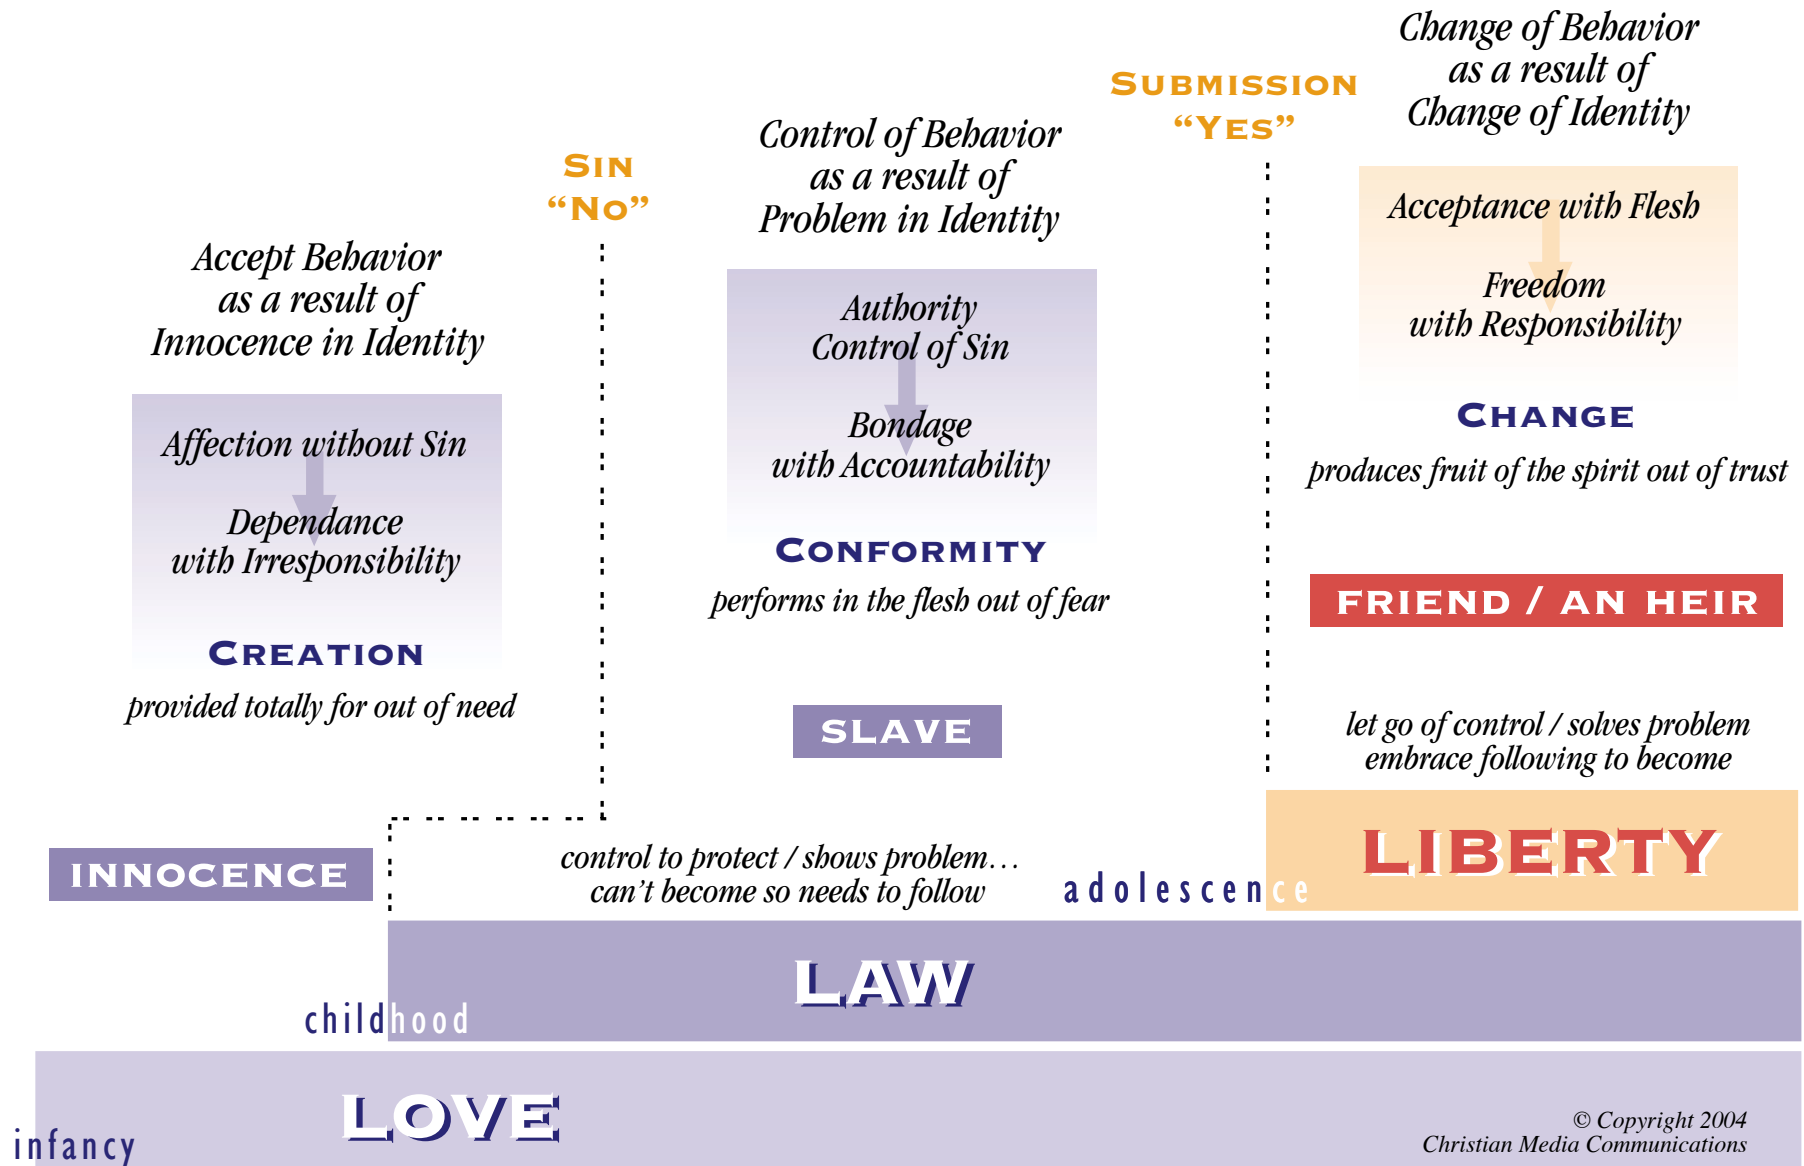 Accept Behavior
as a result of
Innocence in Identity
Affection without Sin
Dependance
with Irresponsibility
CREATION
provided totally for out of need
INNOCENCE
SIN
“NO”
Control of Behavior
as a result of
Problem in Identity
Authority
Control of Sin
Bondage
with Accountability
CONFORMITY
performs in the flesh out of fear
SLAVE
control to protect / shows problem…
can’t become so needs to follow
SUBMISSION
“YES”
Change of Behavior
as a result of
Change of Identity
Acceptance with Flesh
Freedom
with Responsibility
CHANGE
produces fruit of the spirit out of trust
FRIEND / AN HEIR
let go of control / solves problem
embrace following to become
adolescence
LIBERTY
childhood
LAW
infancy
LOVE
© Copyright 2004
Christian Media Communications